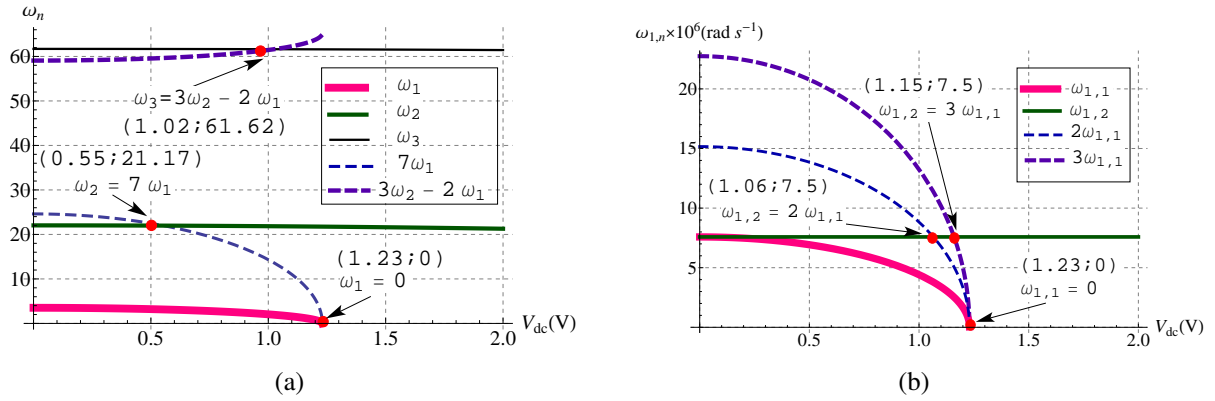 ωₙ
60
50
40
30
20
10
0.5
1.0
1.5
2.0
V_dc(V)
ω₃=3ω₂ − 2 ω₁
(1.02;61.62)
(0.55;21.17)
ω₂ = 7 ω₁
(1.23;0)
ω₁ = 0
ω₁
ω₂
ω₃
7ω₁
3ω₂ − 2 ω₁
(a)
ω₁,ₙ×10⁶(rad s⁻¹)
20
15
10
5
0.5
1.0
1.5
2.0
V_dc(V)
(1.15;7.5)
ω₁,₂ = 3 ω₁,₁
(1.06;7.5)
ω₁,₂ = 2 ω₁,₁
(1.23;0)
ω₁,₁ = 0
ω₁,₁
ω₁,₂
2ω₁,₁
3ω₁,₁
(b)